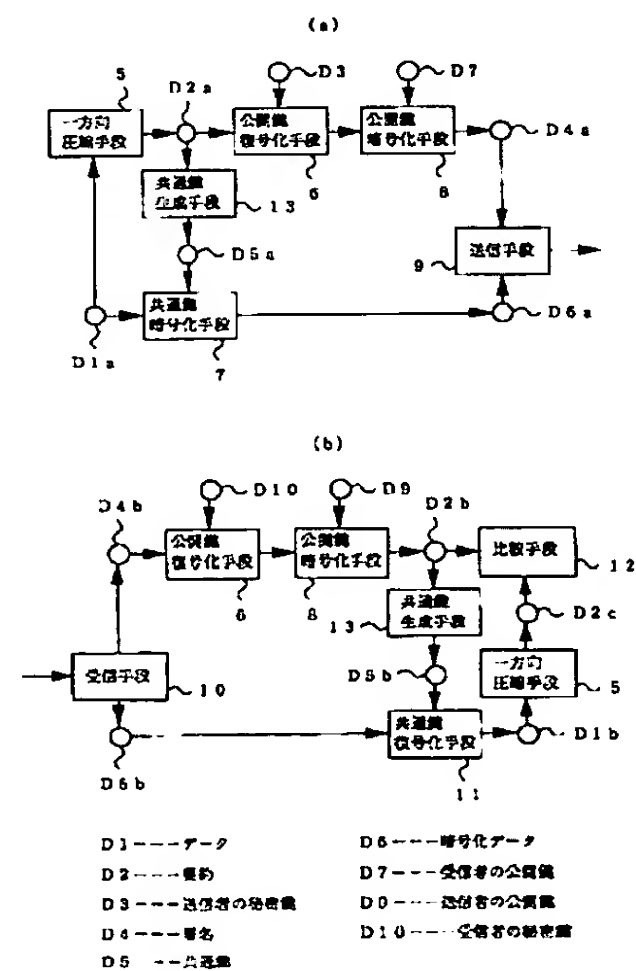 (a)
5
D2a
D3
D7
一方向
圧縮手段
公開鍵
復号化手段
公開鍵
暗号化手段
D4a
共通鍵
生成手段
13
6
8
D5a
送信手段
9
共通鍵
暗号化手段
D6a
D1a
7
(b)
D4b
D10
D9
D2b
公開鍵
復号化手段
公開鍵
暗号化手段
比較手段
6
8
12
共通鍵
生成手段
13
D2c
受信手段
10
D5b
一方向
圧縮手段
5
共通鍵
復号化手段
D1b
D6b
11
D1---データ
D2---要約
D3---送信者の秘密鍵
D4---署名
D5 --共通鍵
D6---暗号化データ
D7---受信者の公開鍵
D9---送信者の公開鍵
D10---受信者の秘密鍵